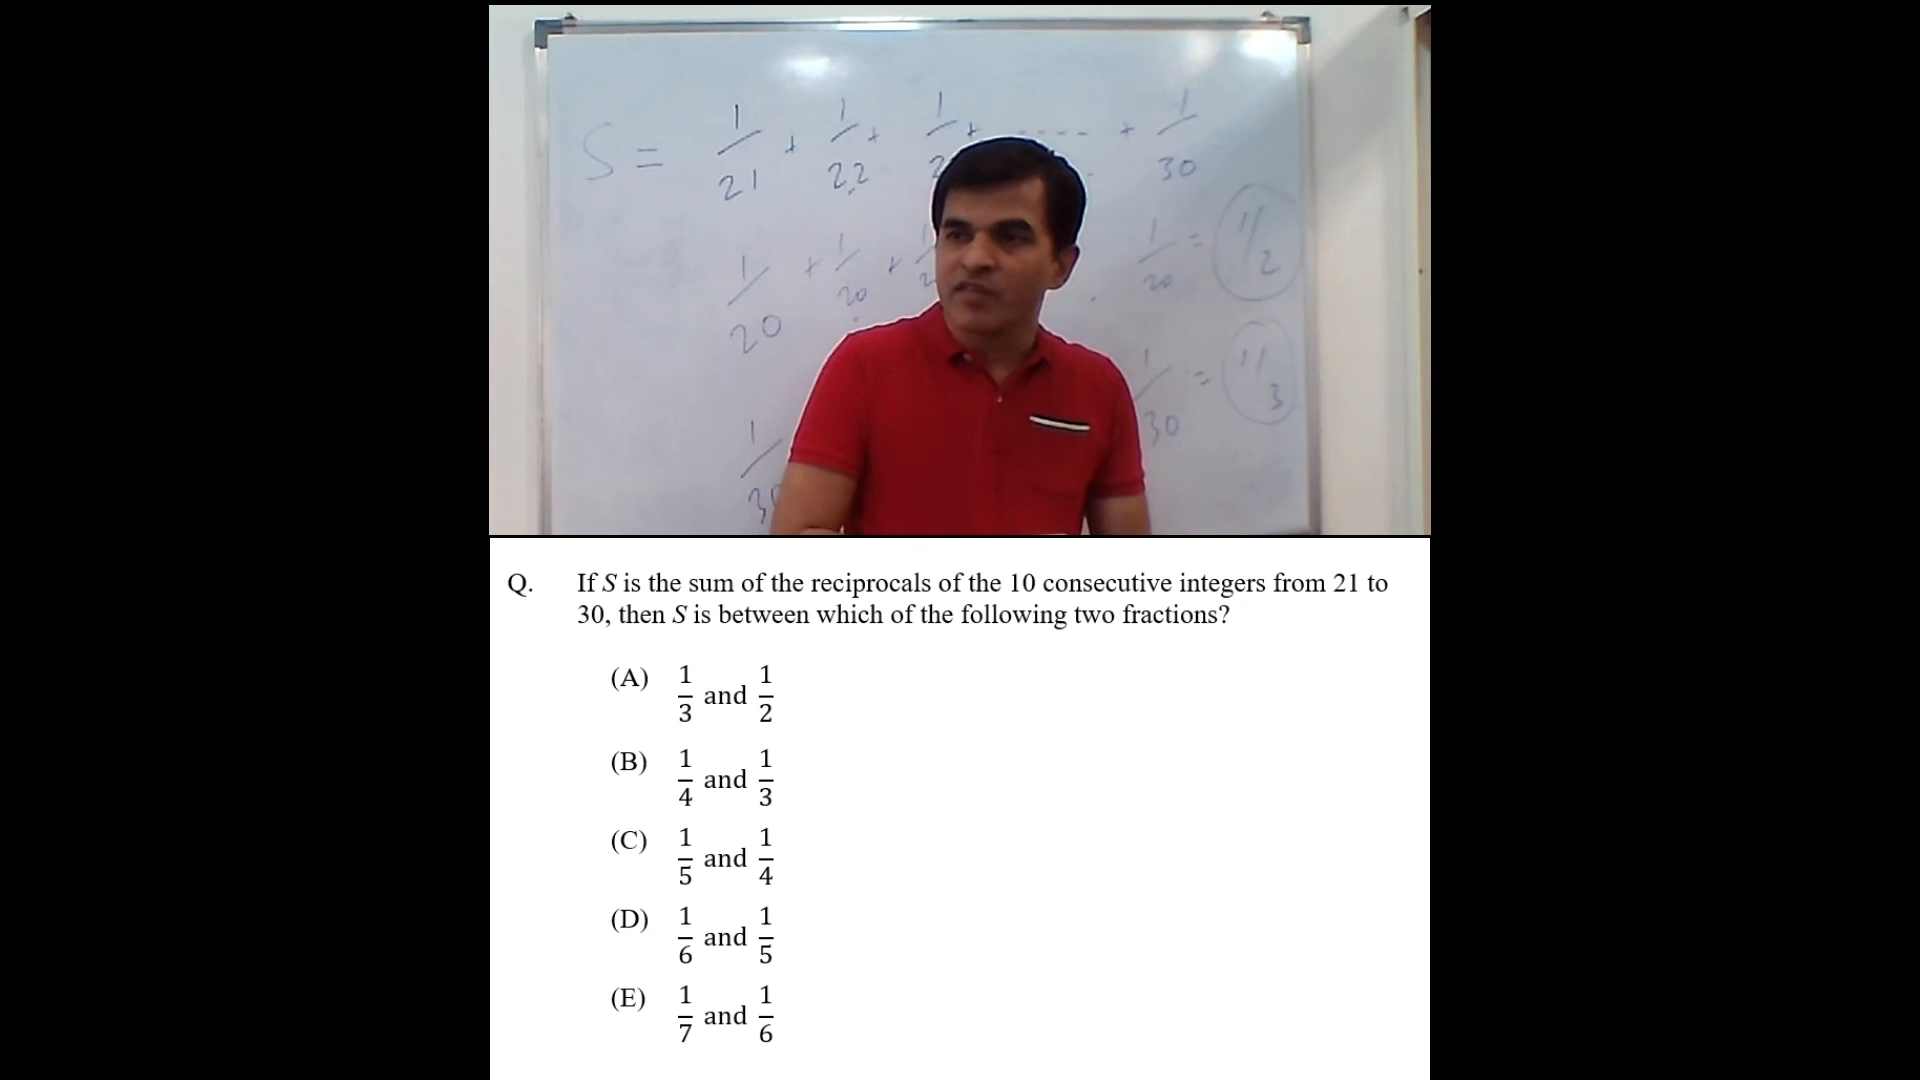 S = 1/21 + 1/22 + 1/2 + ---- + 1/30
1/20 + 1/20 + 1/2 1/20 = 1/2
1/30 1/30 = 1/3
Q. If S is the sum of the reciprocals of the 10 consecutive integers from 21 to
30, then S is between which of the following two fractions?
(A) 1/3 and 1/2
(B) 1/4 and 1/3
(C) 1/5 and 1/4
(D) 1/6 and 1/5
(E) 1/7 and 1/6